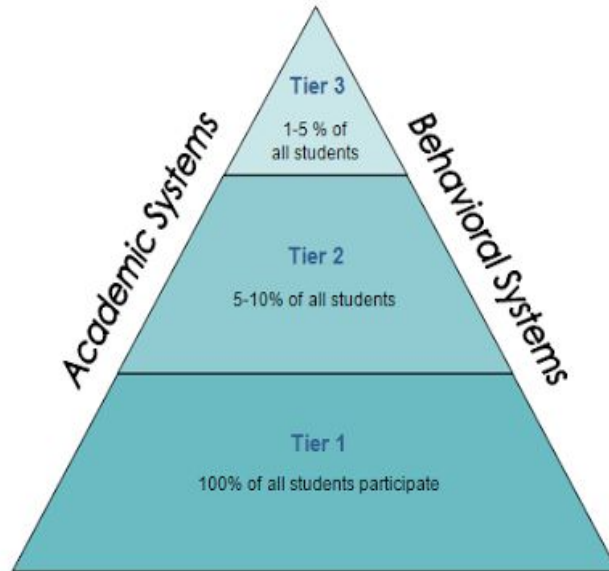 Tier 3
1-5 % of
all students
Academic Systems
Behavioral Systems
Tier 2
5-10% of all students
Tier 1
100% of all students participate